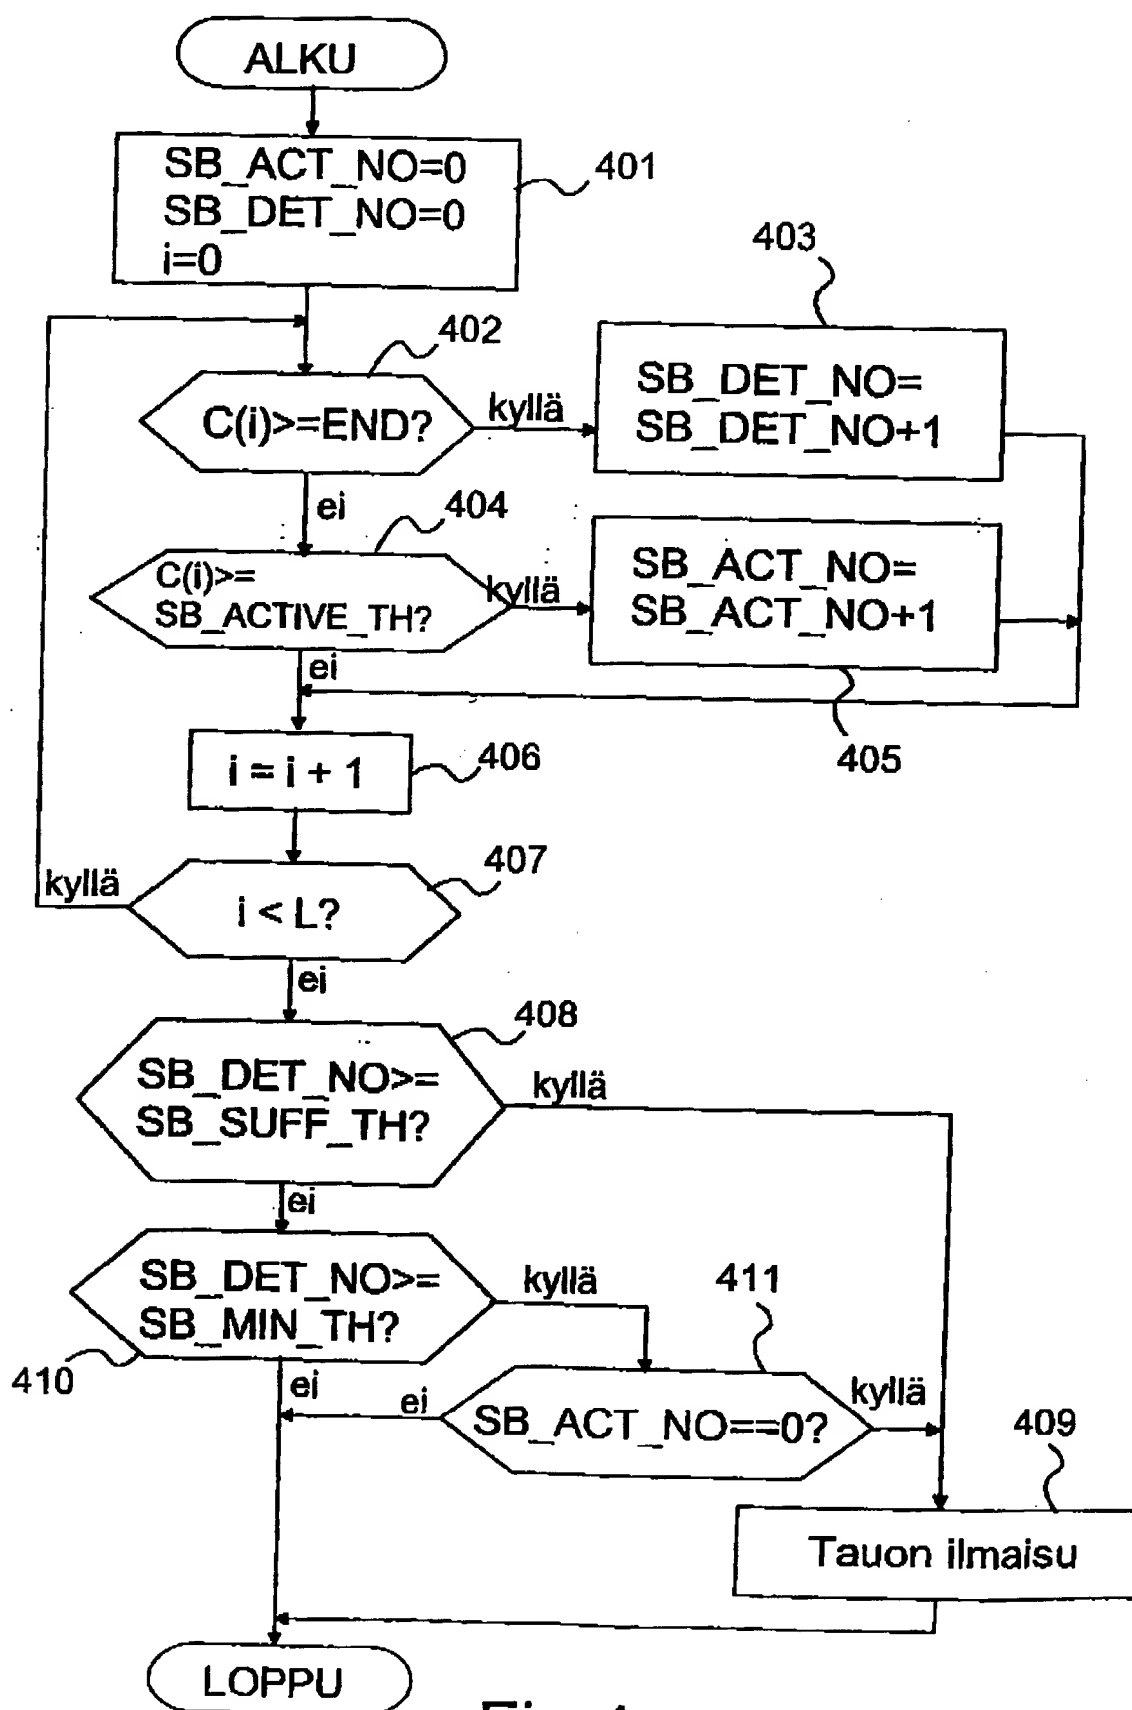 ALKU
SB_ACT_NO=0
SB_DET_NO=0
i=0
401
403
402
C(i)>=END?
kyllä
SB_DET_NO=
SB_DET_NO+1
ei
404
C(i)>=
SB_ACTIVE_TH?
kyllä
SB_ACT_NO=
SB_ACT_NO+1
ei
405
i = i + 1
406
407
kyllä
i < L?
ei
408
SB_DET_NO>=
SB_SUFF_TH?
kyllä
ei
SB_DET_NO>=
SB_MIN_TH?
kyllä
411
410
ei
ei
SB_ACT_NO==0?
kyllä
409
Tauon ilmaisu
LOPPU